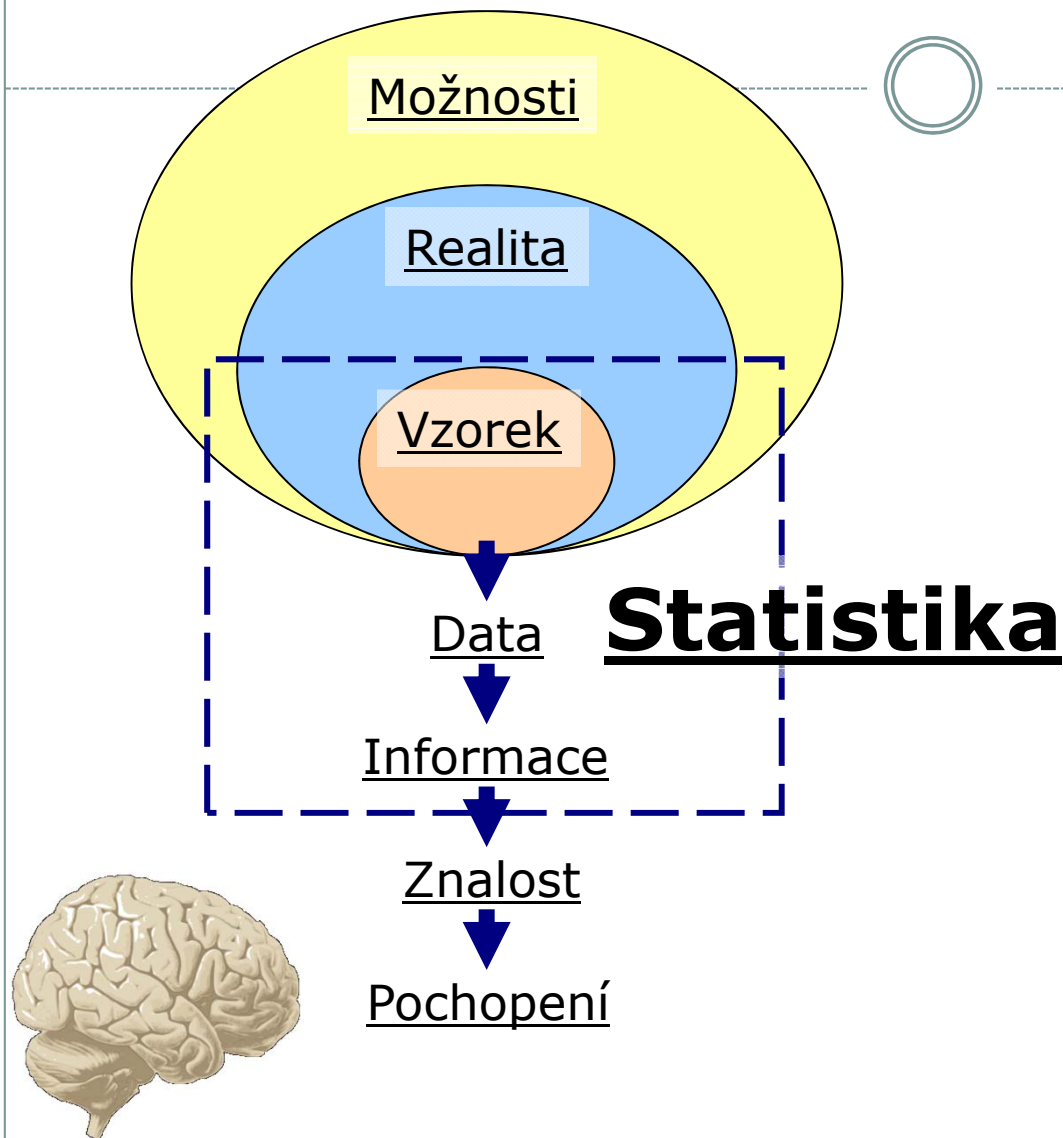 Možnosti
Realita
Vzorek
Data
Statistika
Informace
Znalost
Pochopení